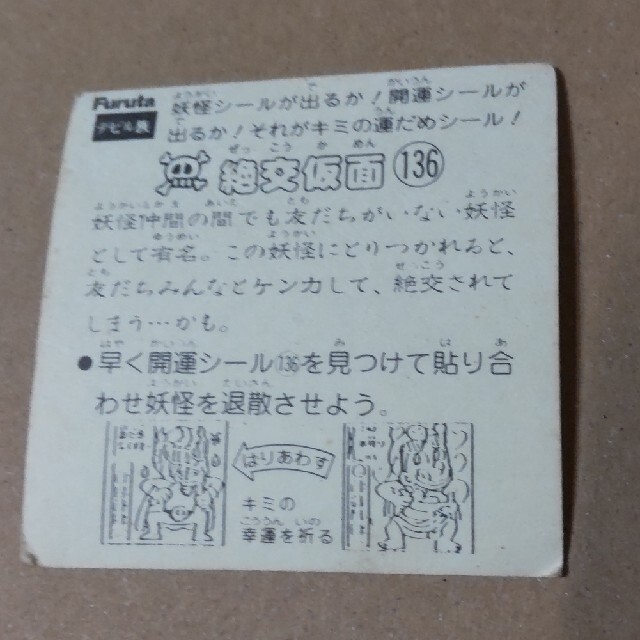 Furuta 妖怪シールが出るか！開運シールが
出るか！それがキミの運だめシール！
絶交仮面 136
妖怪仲間の間でも友だちがいない妖怪
として有名。この妖怪にとりつかれると、
友だちみんなとケンカして、絶交されて
しまう…かも。
●早く開運シール136を見つけて貼り合
わせ妖怪を退散させよう。
はりあわす
キミの
幸運を祈る